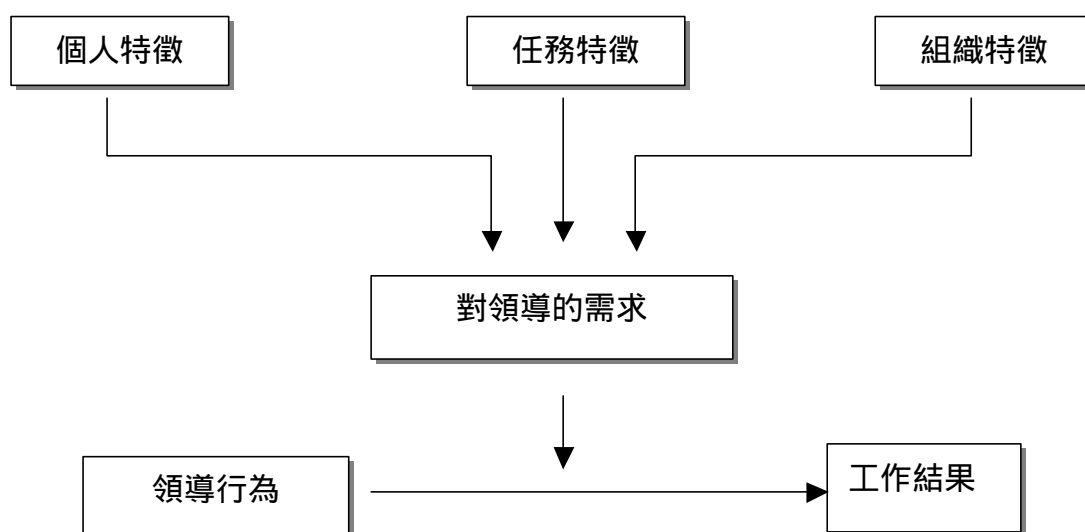 個人特徵
任務特徵
組織特徵
對領導的需求
領導行為
工作結果